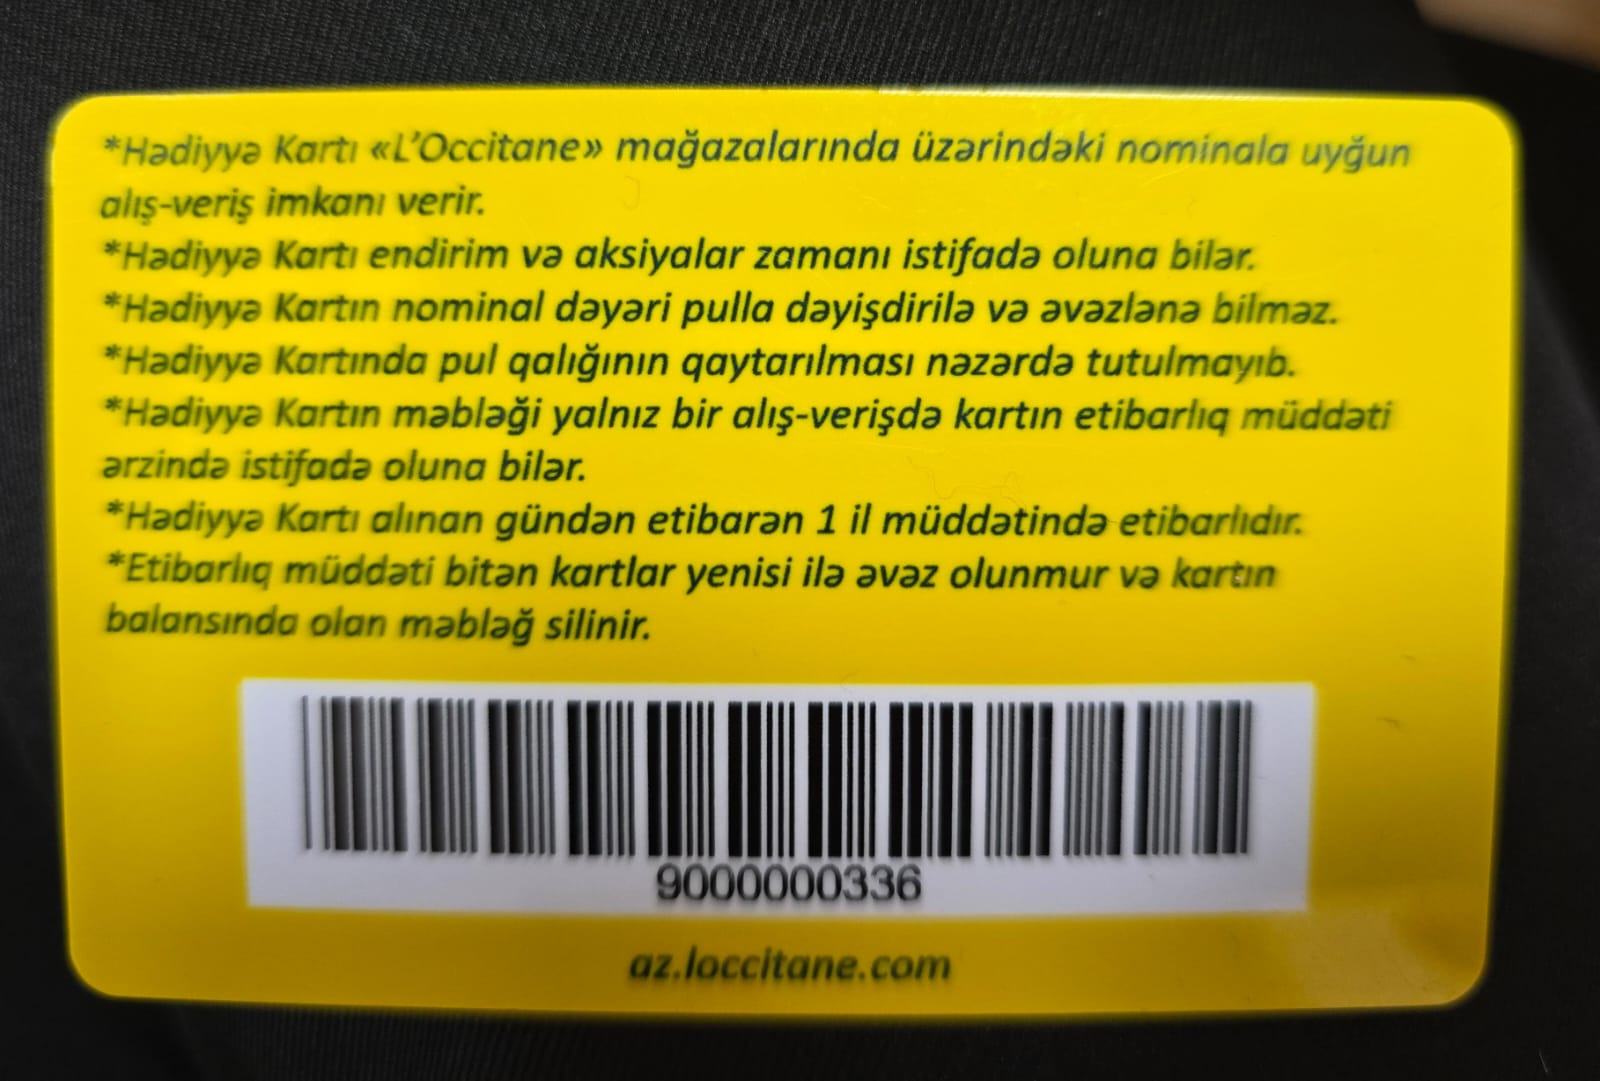 *Hədiyyə Kartı «L’Occitane» mağazalarında üzərindəki nominala uyğun
alış-veriş imkanı verir.
*Hədiyyə Kartı endirim və aksiyalar zamanı istifadə oluna bilər.
*Hədiyyə Kartın nominal dəyəri pulla dəyişdirilə və əvəzlənə bilməz.
*Hədiyyə Kartında pul qalığının qaytarılması nəzərdə tutulmayıb.
*Hədiyyə Kartın məbləği yalnız bir alış-verişdə kartın etibarlıq müddəti
ərzində istifadə oluna bilər.
*Hədiyyə Kartı alınan gündən etibarən 1 il müddətində etibarlıdır.
*Etibarlıq müddəti bitən kartlar yenisi ilə əvəz olunmur və kartın
balansında olan məbləğ silinir.
9000000336
az.loccitane.com